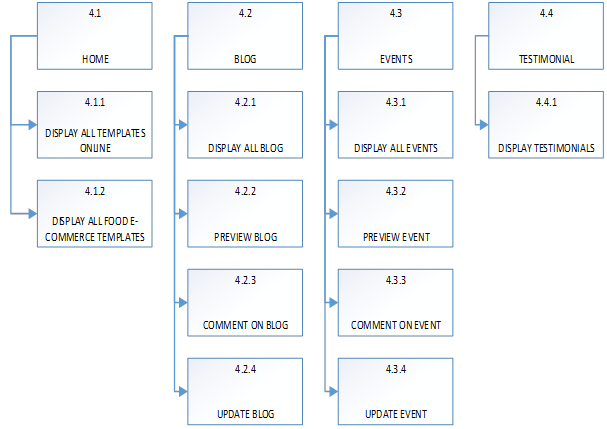 4.1
HOME
4.2
BLOG
4.3
EVENTS
4.4
TESTIMONIAL
4.1.1
DISPLAY ALL TEMPLATES
ONLINE
4.2.1
DISPLAY ALL BLOG
4.3.1
DISPLAY ALL EVENTS
4.4.1
DISPLAY TESTIMONIALS
4.1.2
DISPLAY ALL FOOD E-
COMMERCE TEMPLATES
4.2.2
PREVIEW BLOG
4.3.2
PREVIEW EVENT
4.2.3
COMMENT ON BLOG
4.3.3
COMMENT ON EVENT
4.2.4
UPDATE BLOG
4.3.4
UPDATE EVENT